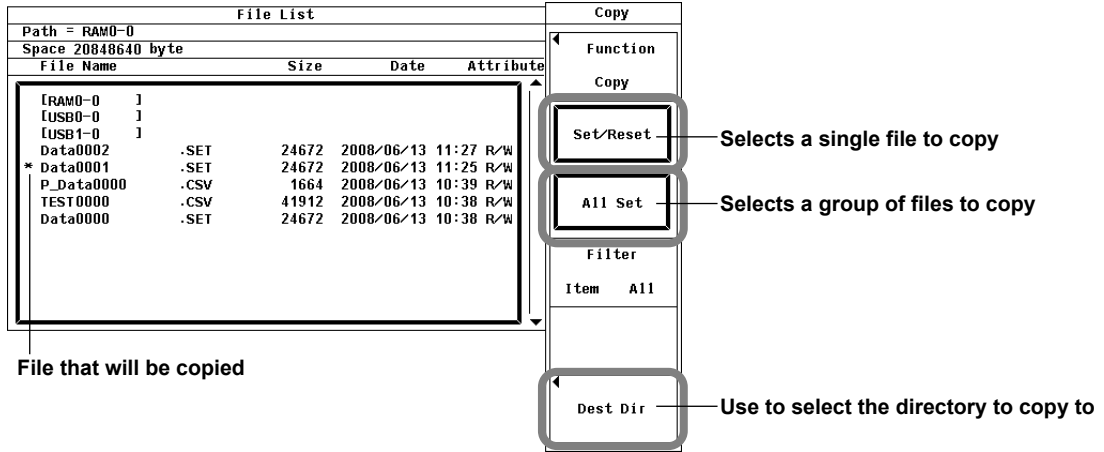 File List
Path = RAM0-0
Space 20848640 byte
File Name Size Date Attribute
[RAM0-0 ]
[USB0-0 ]
[USB1-0 ]
Data0002 .SET 24672 2008/06/13 11:27 R/W
* Data0001 .SET 24672 2008/06/13 11:25 R/W
P_Data0000 .CSV 1664 2008/06/13 10:39 R/W
TEST0000 .CSV 41912 2008/06/13 10:38 R/W
Data0000 .SET 24672 2008/06/13 10:38 R/W
File that will be copied
Copy
Function
Copy
Set/Reset
Selects a single file to copy
All Set
Selects a group of files to copy
Filter
Item All
Dest Dir
Use to select the directory to copy to